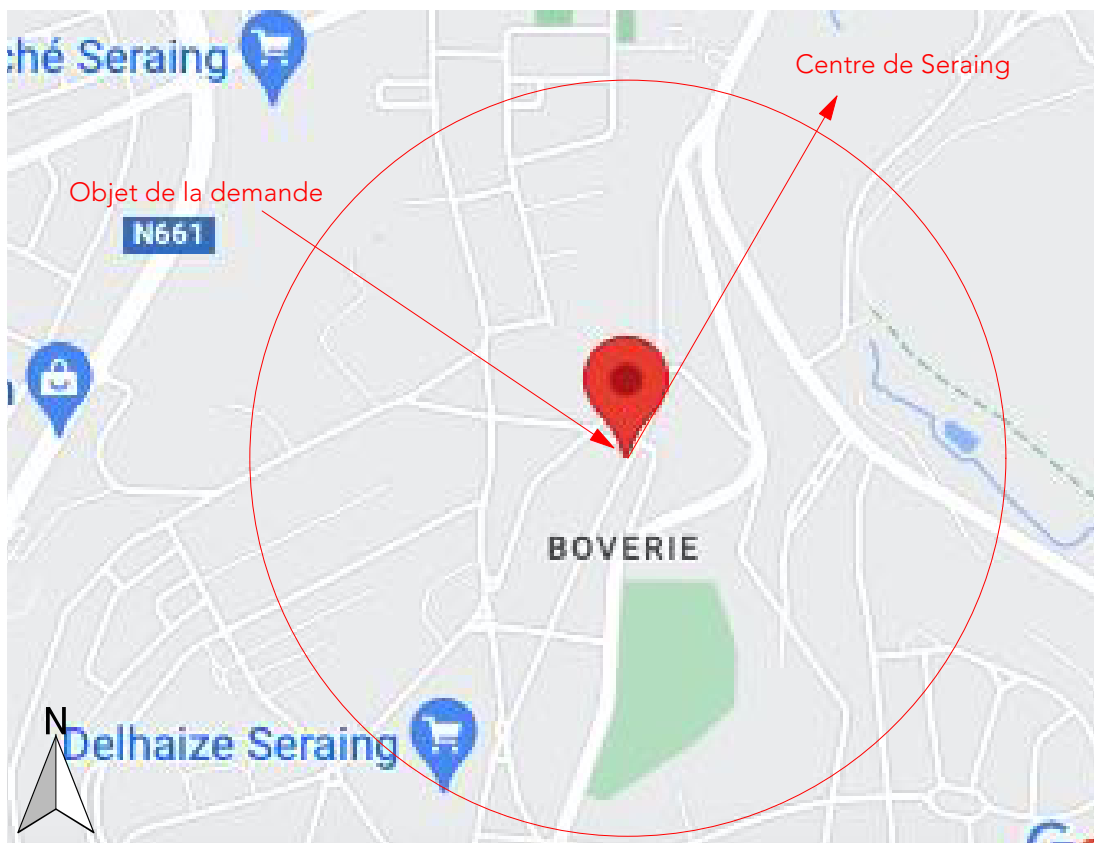 ché Seraing
Centre de Seraing
Objet de la demande
N661
BOVERIE
N
Delhaize Seraing